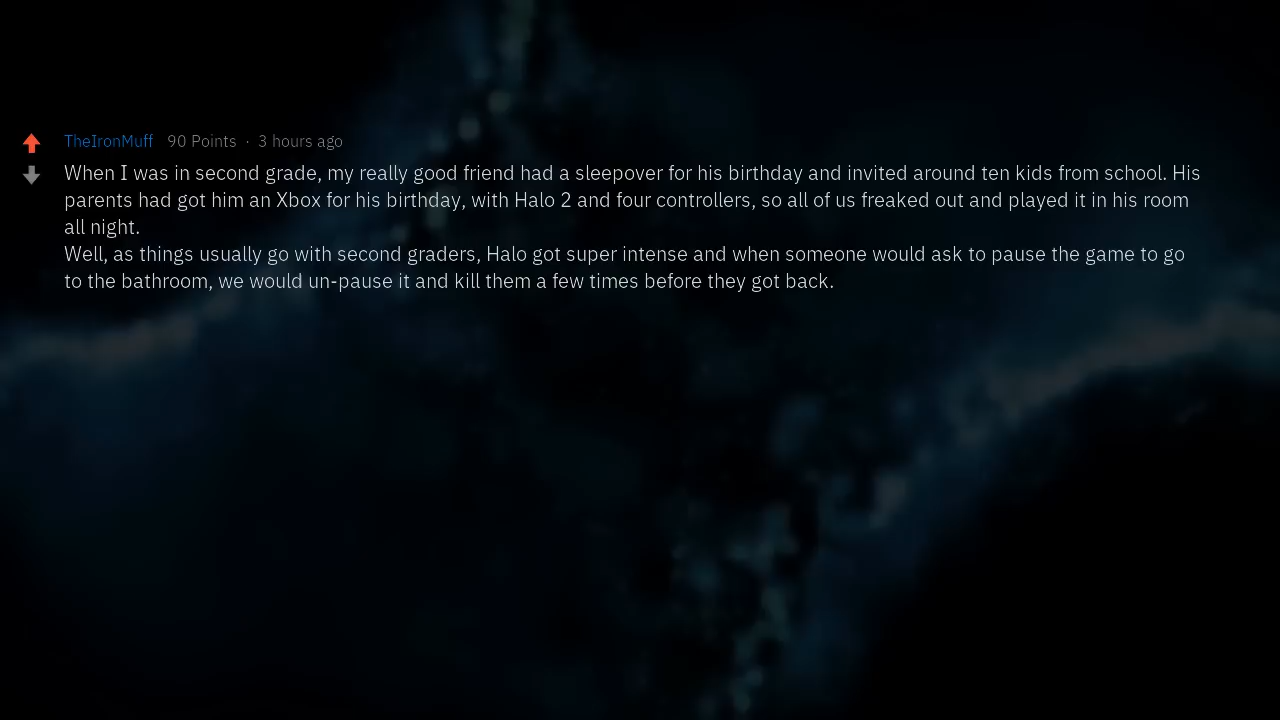 TheIronMuff 90 Points · 3 hours ago
When I was in second grade, my really good friend had a sleepover for his birthday and invited around ten kids from school. His
parents had got him an Xbox for his birthday, with Halo 2 and four controllers, so all of us freaked out and played it in his room
all night.
Well, as things usually go with second graders, Halo got super intense and when someone would ask to pause the game to go
to the bathroom, we would un-pause it and kill them a few times before they got back.